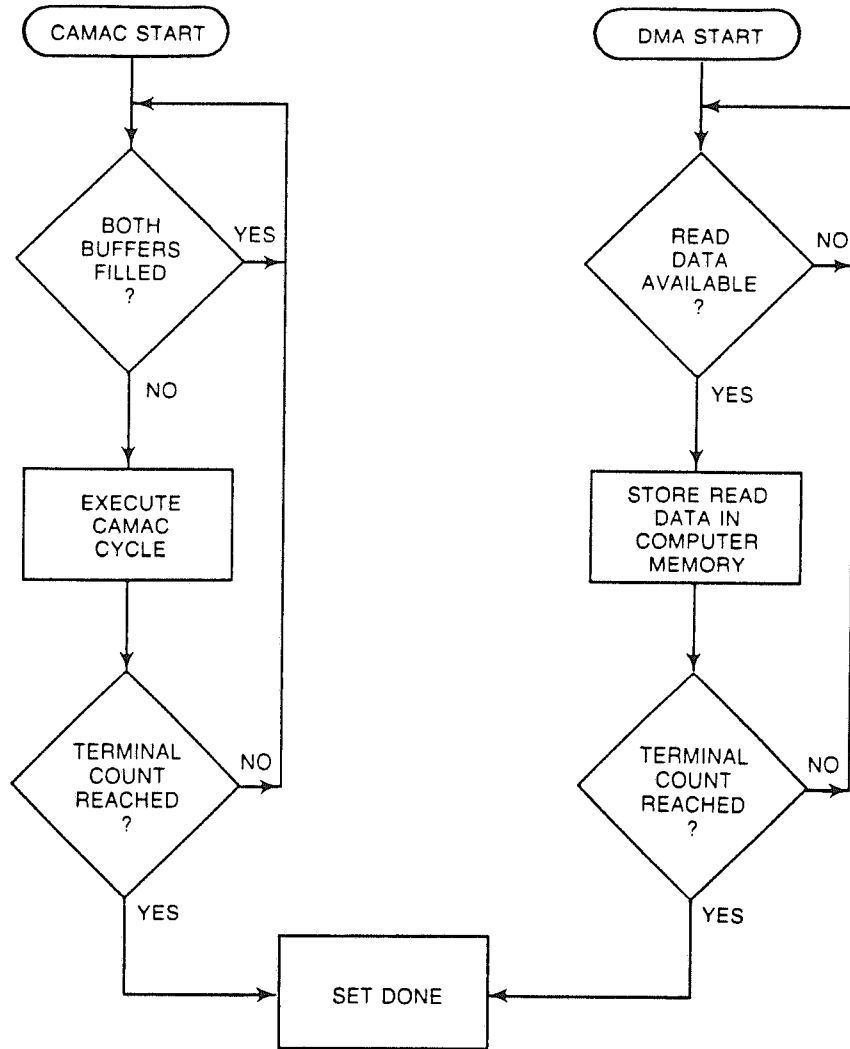 CAMAC START
BOTH
BUFFERS
FILLED
?
YES
NO
EXECUTE
CAMAC
CYCLE
TERMINAL
COUNT
REACHED
?
NO
YES
DMA START
READ
DATA
AVAILABLE
?
NO
YES
STORE READ
DATA IN
COMPUTER
MEMORY
TERMINAL
COUNT
REACHED
?
NO
YES
SET DONE